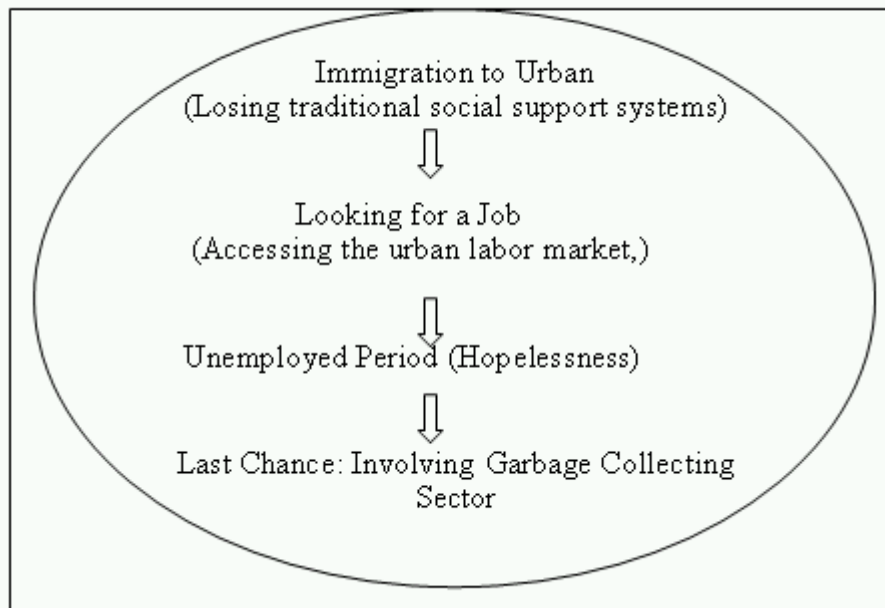 Immigration to Urban
(Losing traditional social support systems)
Looking for a Job
(Accessing the urban labor market,)
Unemployed Period (Hopelessness)
Last Chance: Involving Garbage Collecting
Sector